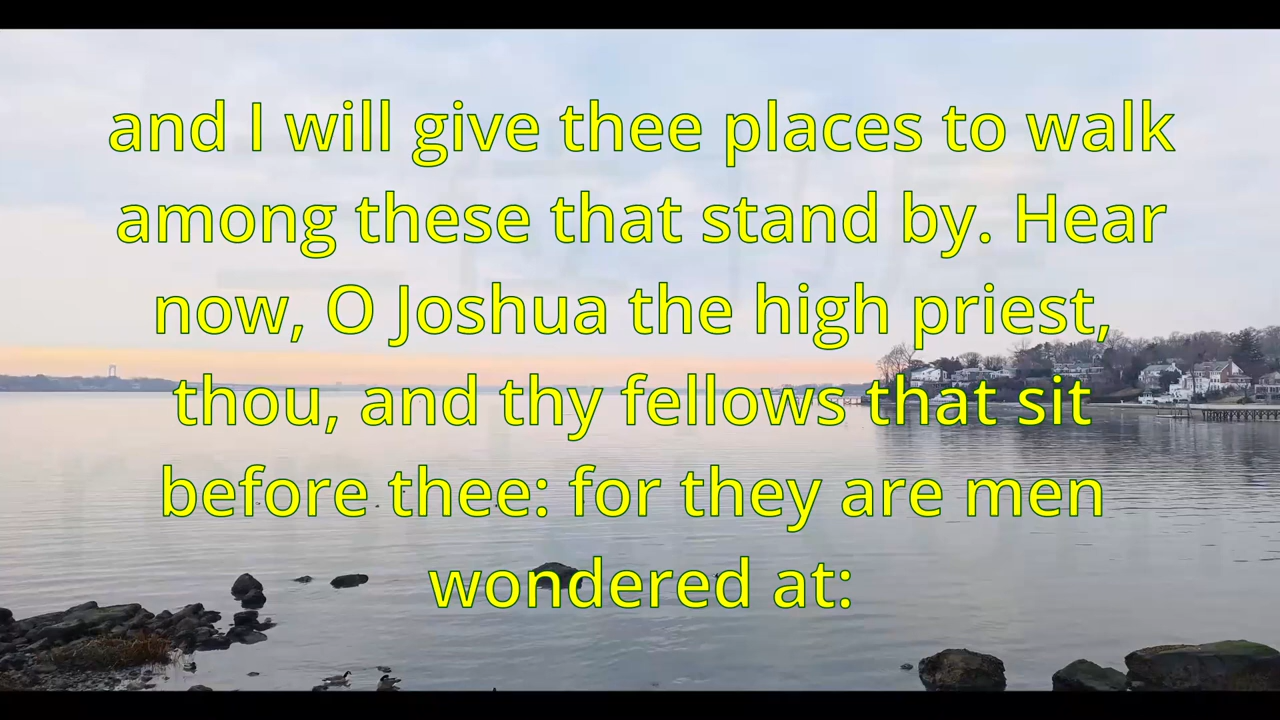 and I will give thee places to walk
among these that stand by. Hear
now, O Joshua the high priest,
thou, and thy fellows that sit
before thee: for they are men
wondered at: